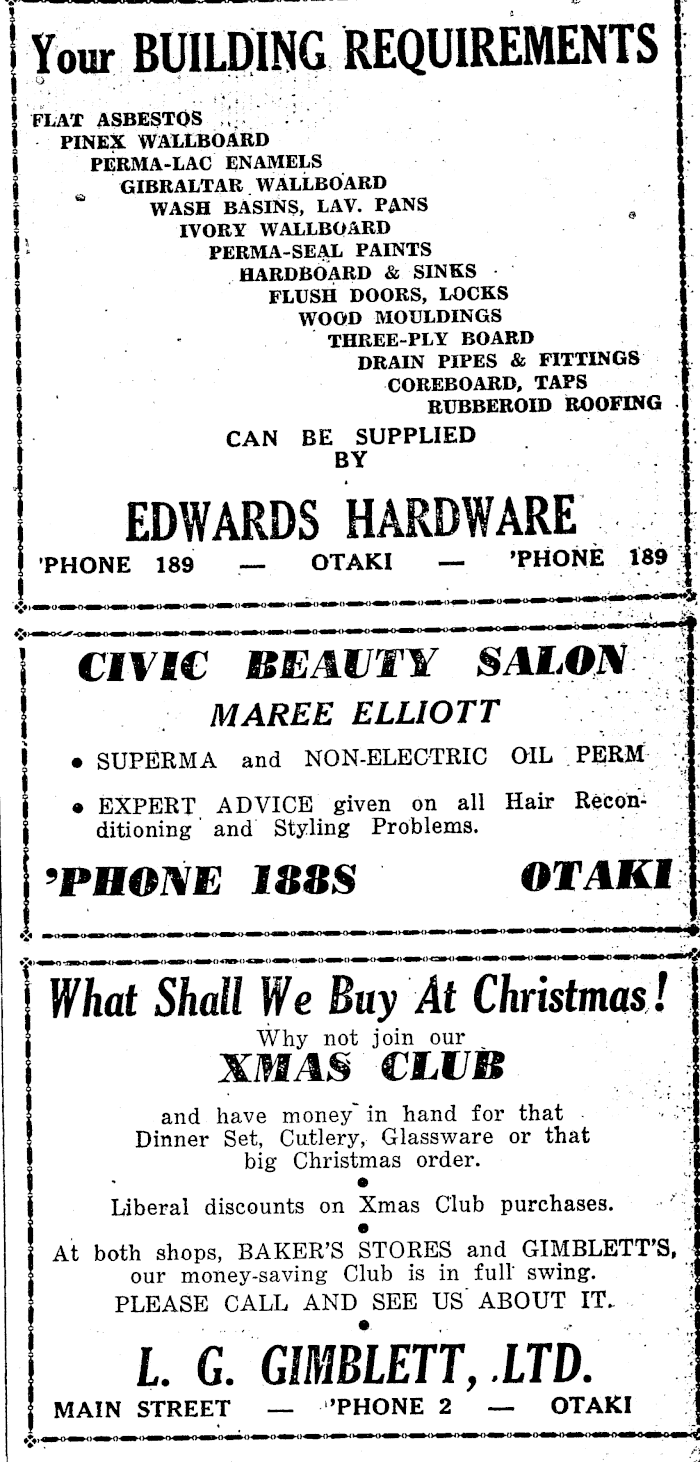 Your BUILDING REQUIREMENTS
FLAT ASBESTOS
PINEX WALLBOARD
PERMA-LAC ENAMELS
GIBRALTAR WALLBOARD
WASH BASINS, LAV. PANS
IVORY WALLBOARD
PERMA-SEAL PAINTS
HARDBOARD & SINKS
FLUSH DOORS, LOCKS
WOOD MOULDINGS
THREE-PLY BOARD
DRAIN PIPES & FITTINGS
COREBOARD, TAPS
RUBBEROID ROOFING
CAN BE SUPPLIED
BY
EDWARDS HARDWARE
'PHONE 189 — OTAKI — 'PHONE 189
CIVIC BEAUTY SALON
MAREE ELLIOTT
• SUPERMA and NON-ELECTRIC OIL PERM
• EXPERT ADVICE given on all Hair Recon-
ditioning and Styling Problems.
'PHONE 188S OTAKI
What Shall We Buy At Christmas!
Why not join our
XMAS CLUB
and have money in hand for that
Dinner Set, Cutlery, Glassware or that
big Christmas order.
•
Liberal discounts on Xmas Club purchases.
•
At both shops, BAKER'S STORES and GIMBLETT'S,
our money-saving Club is in full swing.
PLEASE CALL AND SEE US ABOUT IT.
•
L. G. GIMBLETT, LTD.
MAIN STREET — 'PHONE 2 — OTAKI